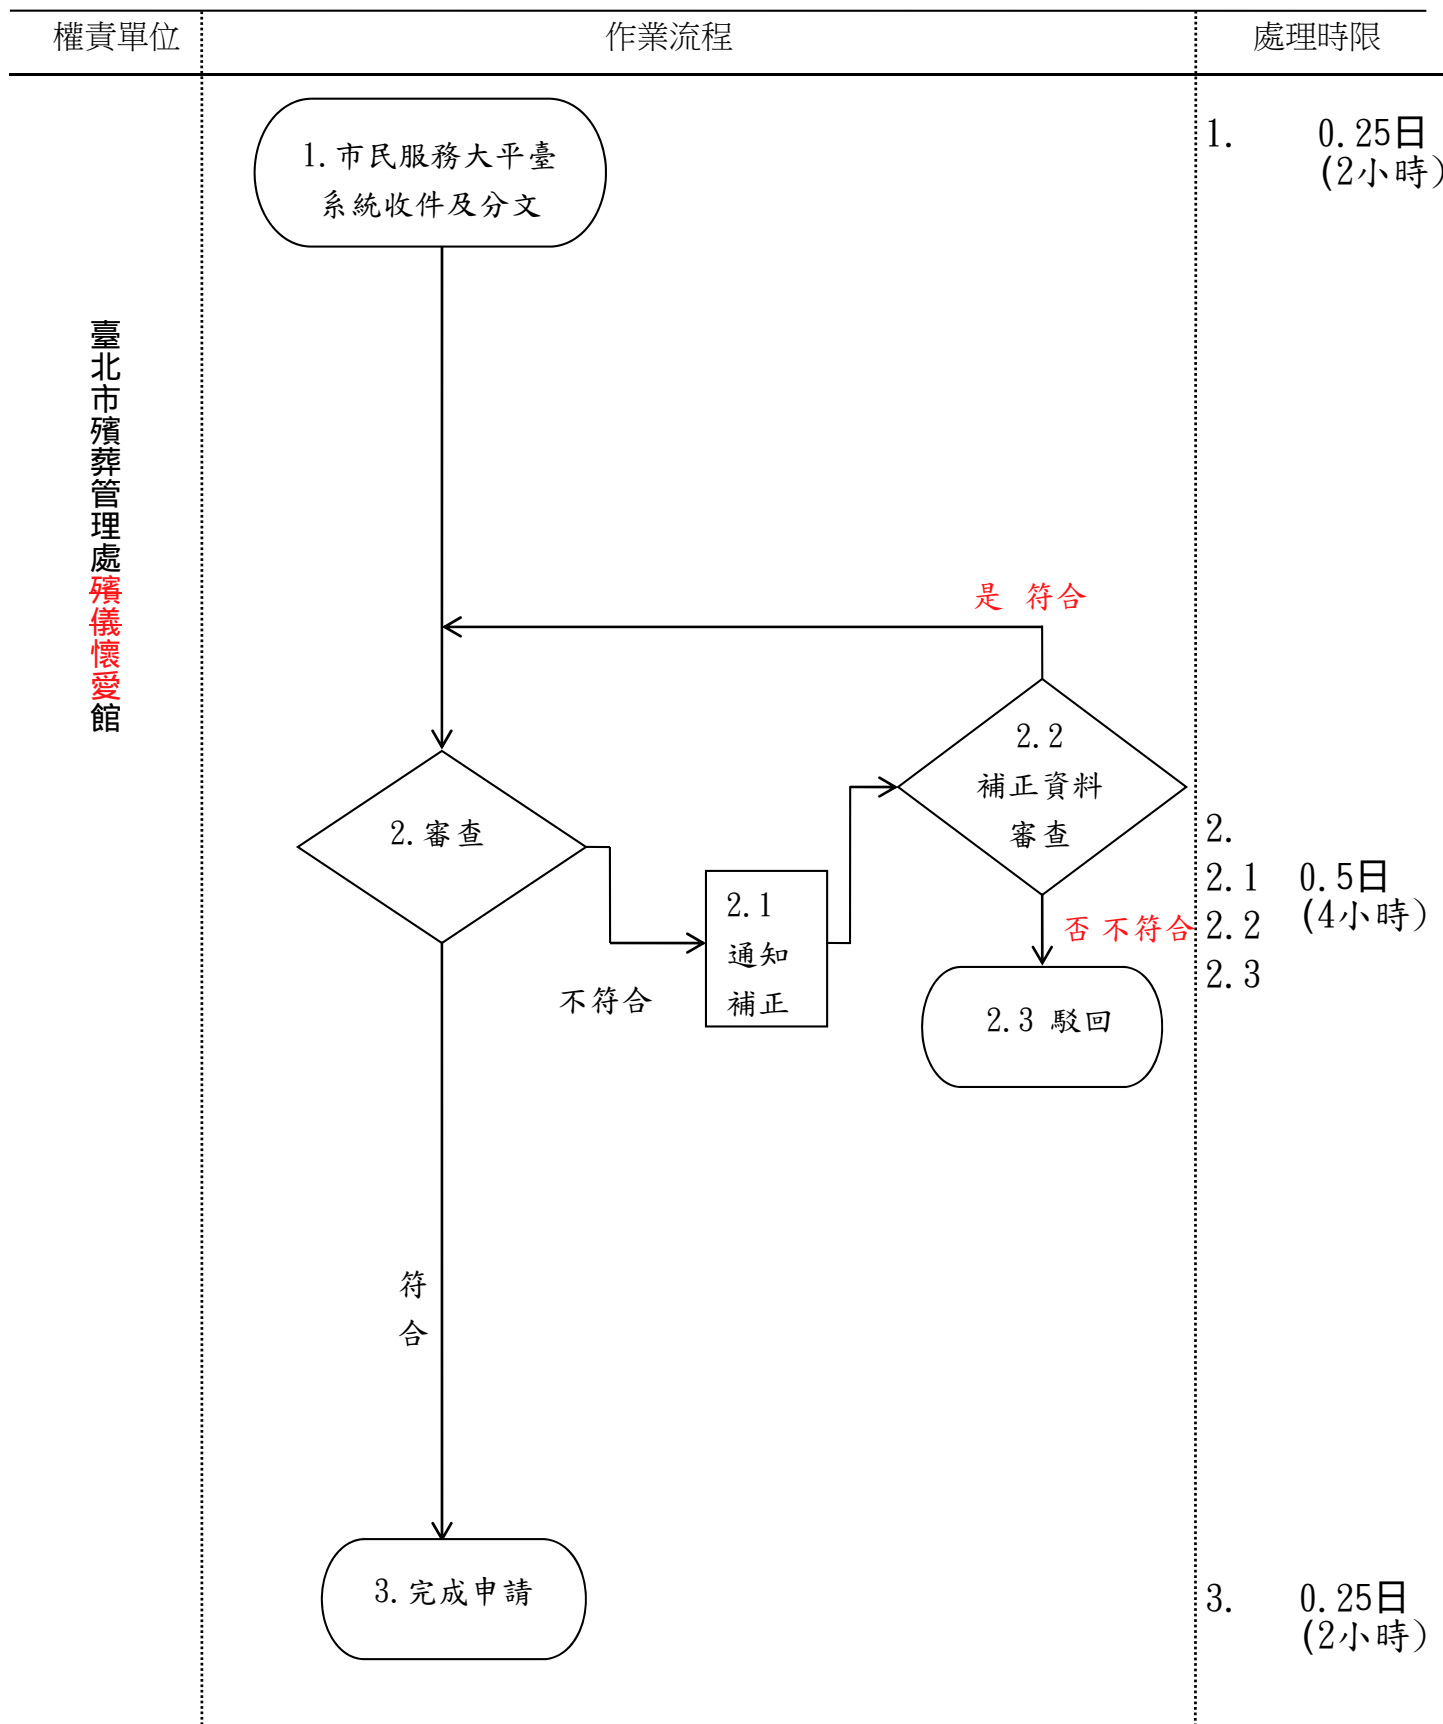 權責單位
作業流程
處理時限
1.市民服務大平臺
系統收件及分文
1. 0.25日
(2小時)
臺北市殯葬管理處殯儀懷愛館
是 符合
2.2
補正資料
審查
2.審查
2.1
通知
補正
不符合
否 不符合
2.3 駁回
2.
2.1 0.5日
(4小時)
2.2
2.3
符
合
3.完成申請
3. 0.25日
(2小時)